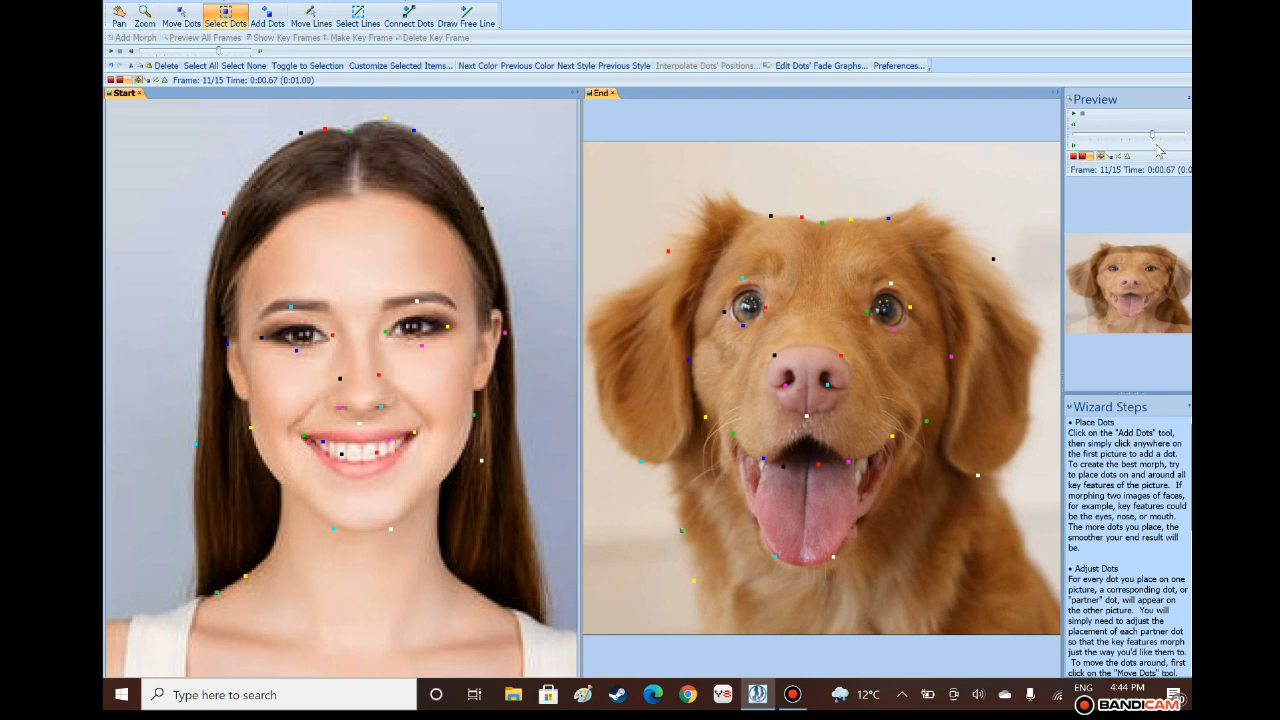 Pan Zoom Move Dots Select Dots Add Dots Move Lines Select Lines Connect Dots Draw Free Line
Add Morph Preview All Frames Show Key Frames Make Key Frame Delete Key Frame
Delete Select All Select None Toggle to Selection Customize Selected Items... Next Color Previous Color Next Style Previous Style Interpolate Dots' Positions... Edit Dots' Fade Graphs... Preferences...
Frame: 11/15 Time: 0:00.67 (0:01.00)
Start
End
Preview
Frame: 11/15 Time: 0:00.67 (0:0
Wizard Steps
• Place Dots
Click on the "Add Dots" tool,
then simply click anywhere on
the first picture to add a dot.
To create the best morph, try
to place dots on and around all
key features of the picture. If
morphing two images of faces,
for example, key features could
be the eyes, nose, or mouth.
The more dots you place, the
smoother your end result will
be.
• Adjust Dots
For every dot you place on one
picture, a corresponding dot, or
"partner" dot, will appear on
the other picture. You will
simply need to adjust the
placement of each partner dot
so that the key features morph
just the way you'd like them to.
To move the dots around, first
click on the "Move Dots" tool.
Type here to search
12°C
ENG
4:44 PM
BANDICAM